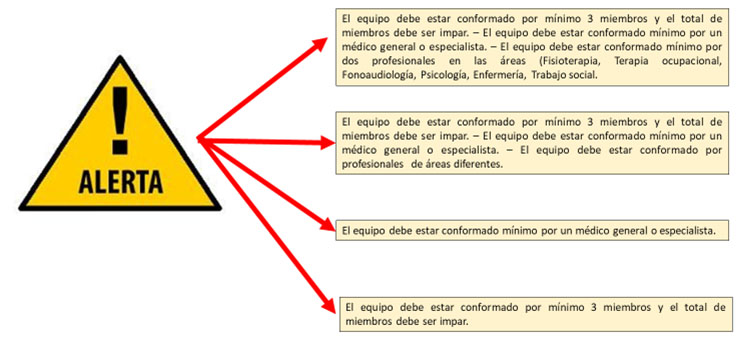 ALERTA
El equipo debe estar conformado por mínimo 3 miembros y el total de
miembros debe ser impar. – El equipo debe estar conformado mínimo por un
médico general o especialista. – El equipo debe estar conformado mínimo por
dos profesionales en las áreas (Fisioterapia, Terapia ocupacional,
Fonoaudiología, Psicología, Enfermería, Trabajo social.
El equipo debe estar conformado por mínimo 3 miembros y el total de
miembros debe ser impar. – El equipo debe estar conformado mínimo por un
médico general o especialista. – El equipo debe estar conformado por
profesionales de áreas diferentes.
El equipo debe estar conformado mínimo por un médico general o especialista.
El equipo debe estar conformado por mínimo 3 miembros y el total de
miembros debe ser impar.